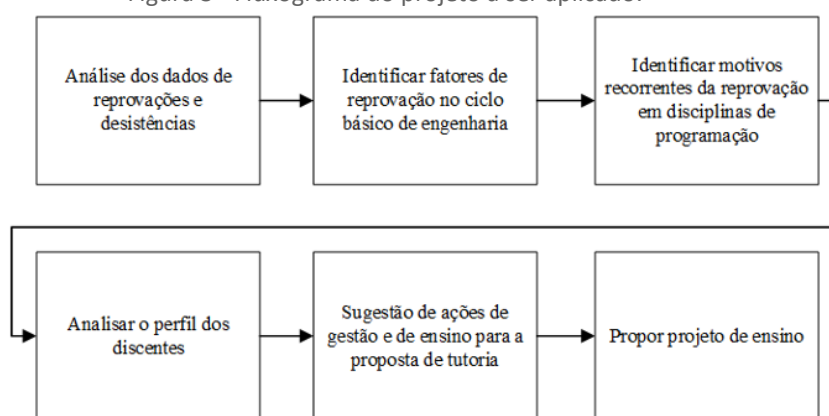 Análise dos dados de
reprovações e
desistências
Identificar fatores de
reprovação no ciclo
básico de engenharia
Identificar motivos
recorrentes da reprovação
em disciplinas de
programação
Analisar o perfil dos
discentes
Sugestão de ações de
gestão e de ensino para a
proposta de tutoria
Propor projeto de ensino